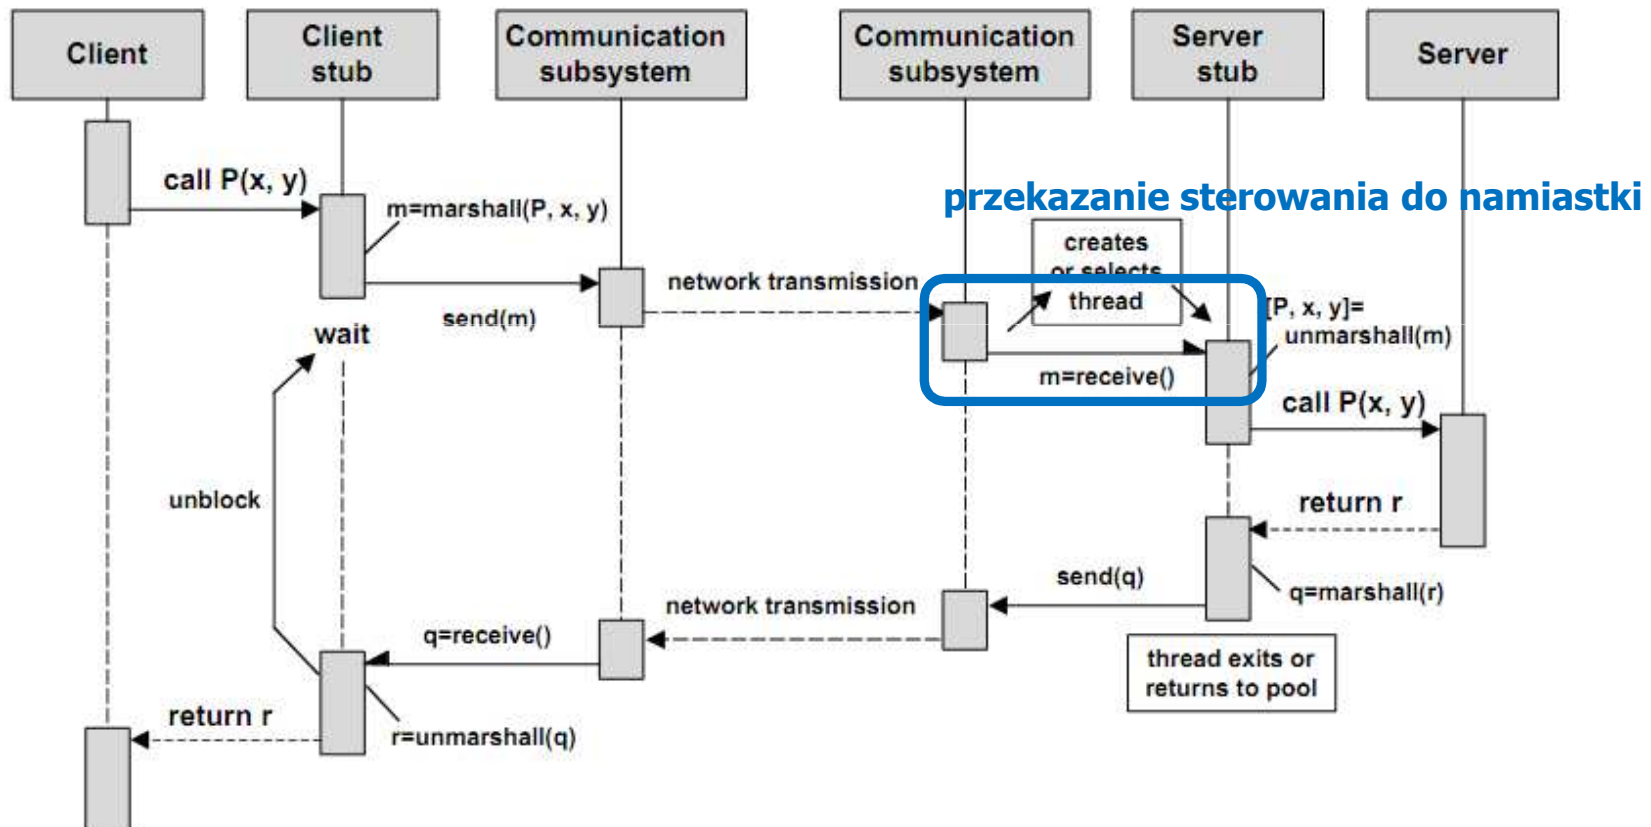 Client
Client
stub
Communication
subsystem
Communication
subsystem
Server
stub
Server
call P(x, y)
m=marshall(P, x, y)
send(m)
network transmission
przekazanie sterowania do namiastki
creates
or selects
thread
m=receive()
[P, x, y]=
unmarshall(m)
call P(x, y)
wait
unblock
return r
q=marshall(r)
send(q)
network transmission
q=receive()
thread exits or
returns to pool
return r
r=unmarshall(q)